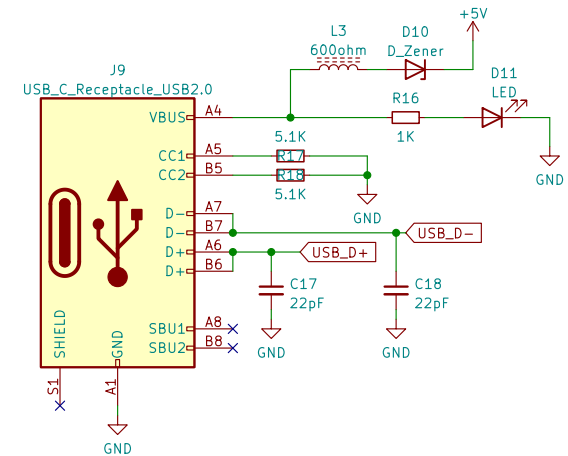 +5V
L3
600ohm
D10
D_Zener
J9
USB_C_Receptacle_USB2.0
D11
LED
VBUS
A4
R16
1K
CC1
A5
5.1K
R17
CC2
B5
R18
5.1K
GND
GND
D-
A7
D-
B7
USB_D-
D+
A6
USB_D+
D+
B6
C17
22pF
C18
22pF
SBU1
A8
SBU2
B8
GND
GND
SHIELD
GND
S1
A1
GND